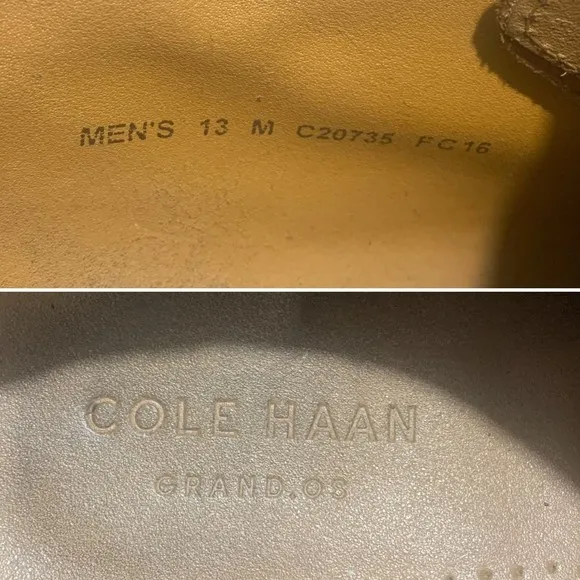 MEN'S 13 M C20735 FC16
COLE HAAN
GRAND.OS